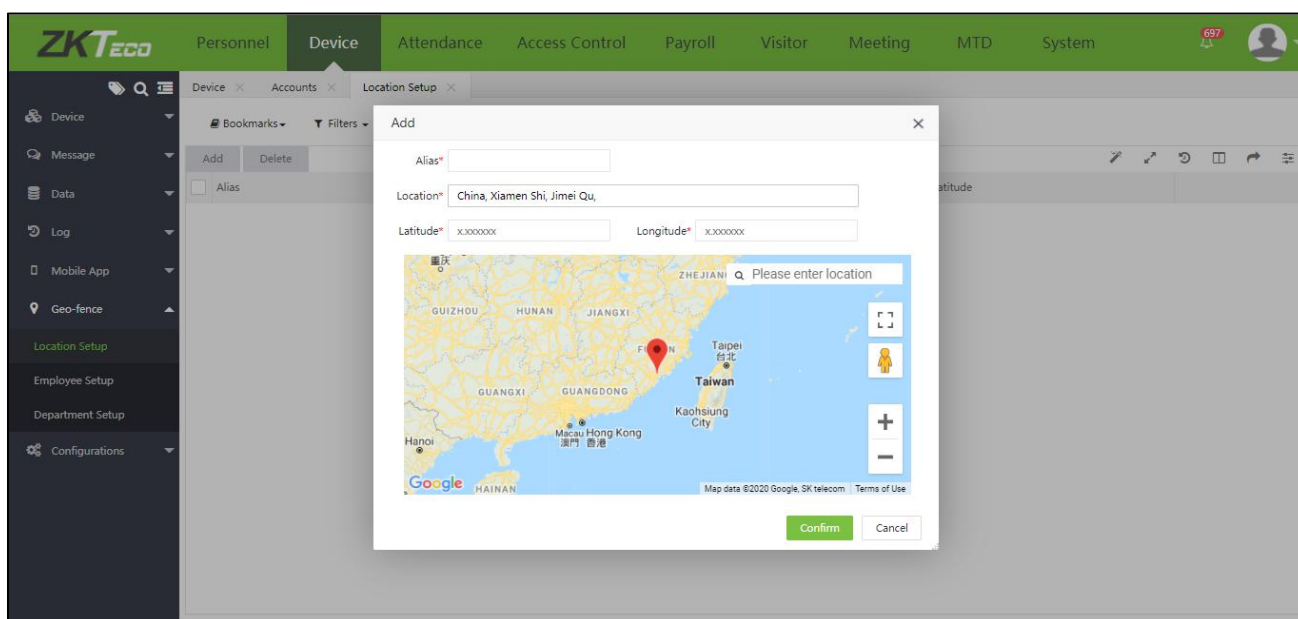 ZKTECO Personnel Device Attendance Access Control Payroll Visitor Meeting MTD System 697
Device Accounts Location Setup
Device
Message
Data
Log
Mobile App
Geo-fence
Location Setup
Employee Setup
Department Setup
Configurations
Bookmarks Filters
Add Delete
Alias atitude
Add
Alias*
Location* China, Xiamen Shi, Jimei Qu,
Latitude* x.xxxxxx Longitude* x.xxxxxx
重庆
ZHEJIAN Please enter location
GUIZHOU HUNAN JIANGXI
FU N
Taipei
台北
Taiwan
GUANGXI GUANGDONG
Kaohsiung
City
Macau Hong Kong
澳門 香港
Hanoi
Google HAINAN Map data ©2020 Google, SK telecom Terms of Use
Confirm Cancel